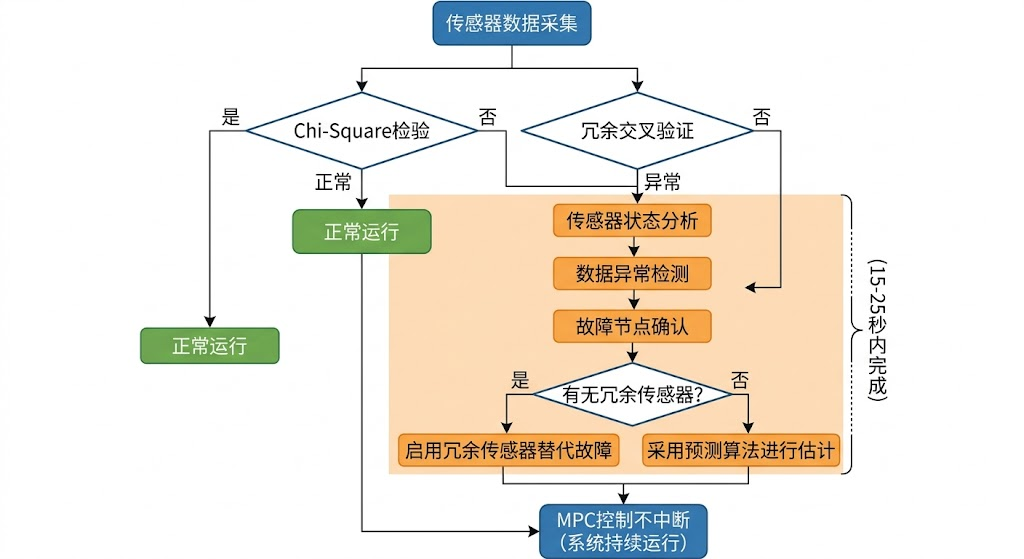 传感器数据采集
是
Chi-Square检验
否
冗余交叉验证
否
正常
异常
正常运行
传感器状态分析
数据异常检测
故障节点确认
正常运行
有无冗余传感器?
是
否
启用冗余传感器替代故障
采用预测算法进行估计
(15-25秒内完成)
MPC控制不中断
（系统持续运行）